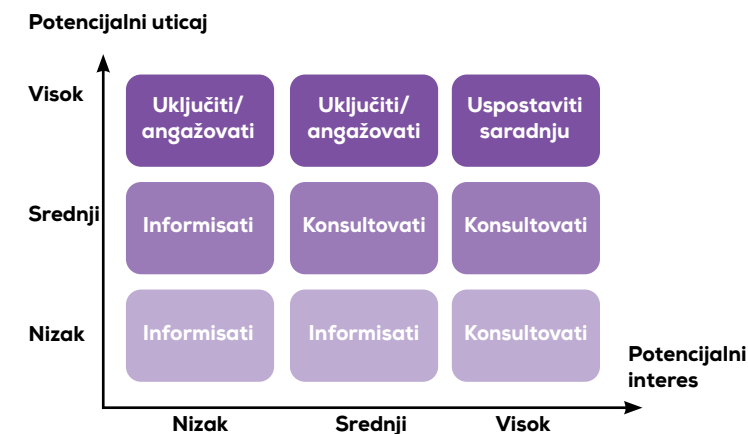 Potencijalni uticaj
Visok
Uključiti/
angažovati
Uključiti/
angažovati
Uspostaviti
saradnju
Srednji
Informisati
Konsultovati
Konsultovati
Nizak
Informisati
Informisati
Konsultovati
Potencijalni
interes
Nizak
Srednji
Visok